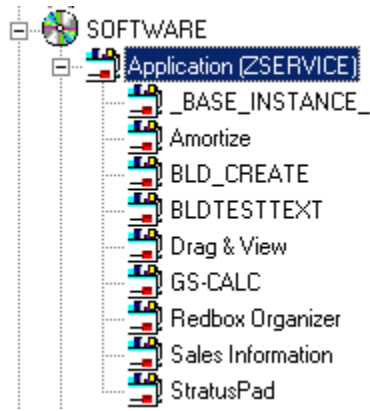 SOFTWARE
Application (ZSERVICE)
_BASE_INSTANCE_
Amortize
BLD_CREATE
BLDTESTTEXT
Drag & View
GS-CALC
Redbox Organizer
Sales Information
StratusPad